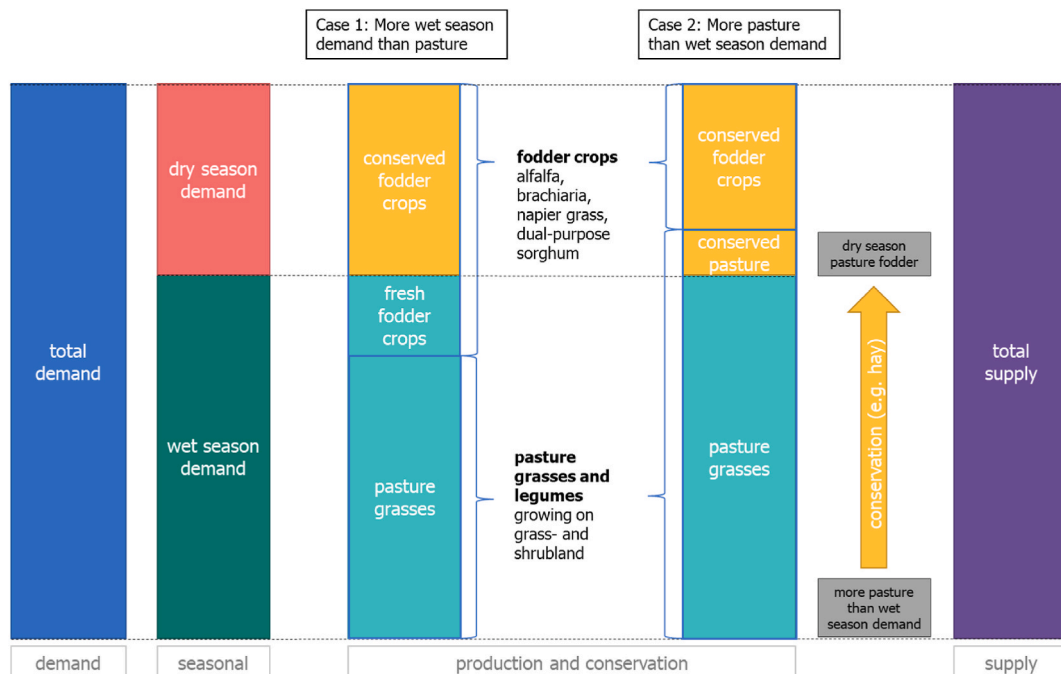 Case 1: More wet season
demand than pasture
Case 2: More pasture
than wet season demand
total
demand
dry season
demand
wet season
demand
conserved
fodder
crops
fresh
fodder
crops
pasture
grasses
fodder crops
alfalfa,
brachiaria,
napier grass,
dual-purpose
sorghum
pasture
grasses and
legumes
growing on
grass- and
shrubland
conserved
fodder
crops
conserved
pasture
pasture
grasses
dry season
pasture fodder
conservation (e.g. hay)
more pasture
than wet
season demand
total
supply
demand
seasonal
production and conservation
supply